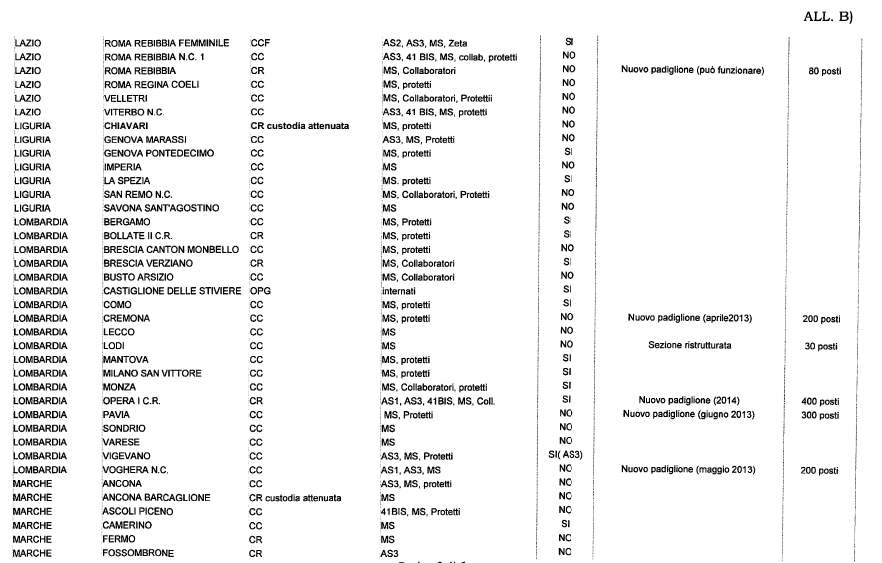 ALL. B)
LAZIO ROMA REBIBBIA FEMMINILE CCF AS2, AS3, MS, Zeta SI
LAZIO ROMA REBIBBIA N.C. 1 CC AS3, 41 BIS, MS, collab, protetti NO
LAZIO ROMA REBIBBIA CR MS, Collaboratori NO Nuovo padiglione (può funzionare) 80 posti
LAZIO ROMA REGINA COELI CC MS, protetti NO
LAZIO VELLETRI CC MS, Collaboratori, Protettii NO
LAZIO VITERBO N.C. CC AS3, 41 BIS, MS, protetti NO
LIGURIA CHIAVARI CR custodia attenuata MS, protetti NO
LIGURIA GENOVA MARASSI CC AS3, MS, Protetti NO
LIGURIA GENOVA PONTEDECIMO CC MS, protetti SI
LIGURIA IMPERIA CC MS NO
LIGURIA LA SPEZIA CC MS, protetti SI
LIGURIA SAN REMO N.C. CC MS, Collaboratori, Protetti NO
LIGURIA SAVONA SANT'AGOSTINO CC MS NO
LOMBARDIA BERGAMO CC MS, Protetti SI
LOMBARDIA BOLLATE II C.R. CR MS, protetti SI
LOMBARDIA BRESCIA CANTON MONBELLO CC MS, protetti NO
LOMBARDIA BRESCIA VERZIANO CR MS, Collaboratori SI
LOMBARDIA BUSTO ARSIZIO CC MS, Collaboratori NO
LOMBARDIA CASTIGLIONE DELLE STIVIERE OPG internati SI
LOMBARDIA COMO CC MS, protetti SI
LOMBARDIA CREMONA CC MS, protetti NO Nuovo padiglione (aprile2013) 200 posti
LOMBARDIA LECCO CC MS NO
LOMBARDIA LODI CC MS NO Sezione ristrutturata 30 posti
LOMBARDIA MANTOVA CC MS, protetti SI
LOMBARDIA MILANO SAN VITTORE CC MS, protetti SI
LOMBARDIA MONZA CC MS, Collaboratori, protetti SI
LOMBARDIA OPERA I C.R. CR AS1, AS3, 41BIS, MS, Coll. SI Nuovo padiglione (2014) 400 posti
LOMBARDIA PAVIA CC MS, Protetti NO Nuovo padiglione (giugno 2013) 300 posti
LOMBARDIA SONDRIO CC MS NO
LOMBARDIA VARESE CC MS NO
LOMBARDIA VIGEVANO CC AS3, MS, Protetti SI( AS3)
LOMBARDIA VOGHERA N.C. CC AS1, AS3, MS NO Nuovo padiglione (maggio 2013) 200 posti
MARCHE ANCONA CC AS3, MS, protetti NO
MARCHE ANCONA BARCAGLIONE CR custodia attenuata MS NO
MARCHE ASCOLI PICENO CC 41BIS, MS, Protetti NO
MARCHE CAMERINO CC MS SI
MARCHE FERMO CR MS NO
MARCHE FOSSOMBRONE CR AS3 NO